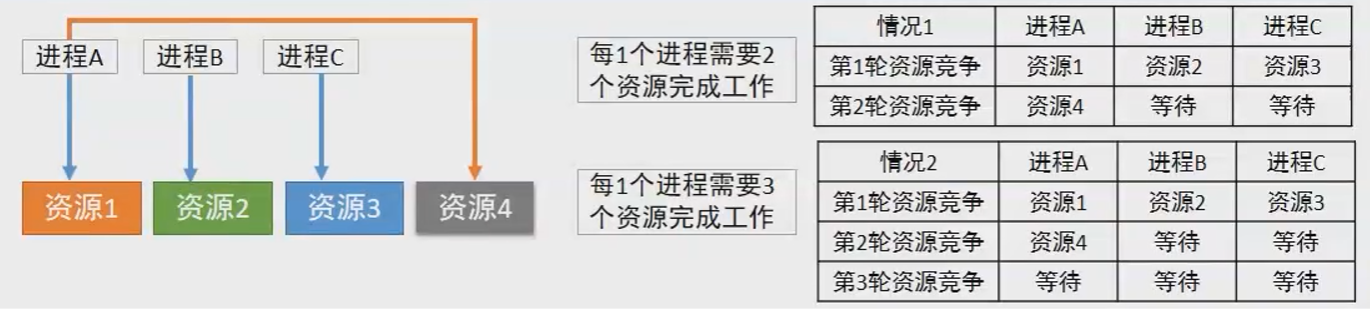 进程A 进程B 进程C
资源1 资源2 资源3 资源4
每1个进程需要2
个资源完成工作
每1个进程需要3
个资源完成工作
情况1 进程A 进程B 进程C
第1轮资源竞争 资源1 资源2 资源3
第2轮资源竞争 资源4 等待 等待
情况2 进程A 进程B 进程C
第1轮资源竞争 资源1 资源2 资源3
第2轮资源竞争 资源4 等待 等待
第3轮资源竞争 等待 等待 等待